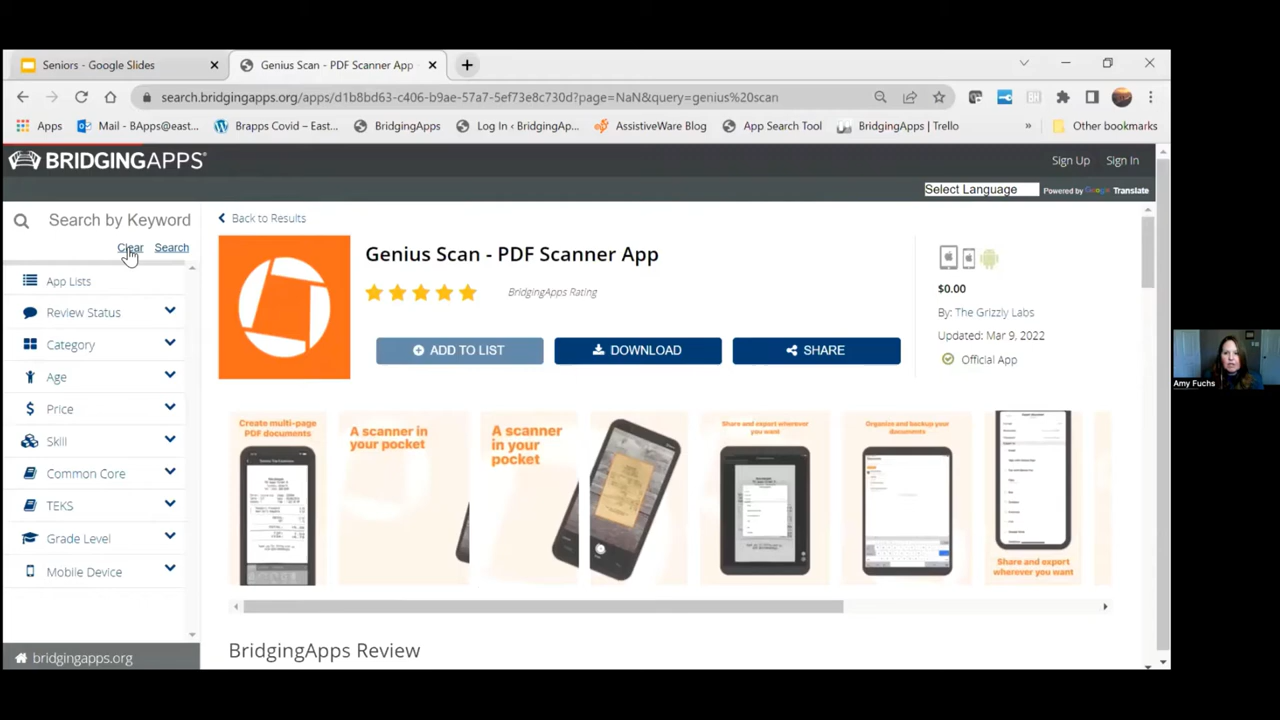 Seniors - Google Slides
Genius Scan - PDF Scanner App
search.bridgingapps.org/apps/d1b8bd63-c406-b9ae-57a7-5ef73e8c730d?page=NaN&query=genius%20scan
Apps Mail - BApps@east... Brapps Covid – East... BridgingApps Log In ‹ BridgingAp... AssistiveWare Blog App Search Tool BridgingApps | Trello » Other bookmarks
BRIDGINGAPPS
Sign Up Sign In
Select Language Powered by Google Translate
Search by Keyword
Clear Search
App Lists
Review Status
Category
Age
Price
Skill
Common Core
TEKS
Grade Level
Mobile Device
bridgingapps.org
Back to Results
Genius Scan - PDF Scanner App
BridgingApps Rating
ADD TO LIST
DOWNLOAD
SHARE
$0.00
By: The Grizzly Labs
Updated: Mar 9, 2022
Official App
Create multi-page
PDF documents
A scanner in
your pocket
A scanner
in your
pocket
Share and export wherever
you want
Organize and backup your
documents
Share and export
wherever you want
BridgingApps Review
Amy Fuchs